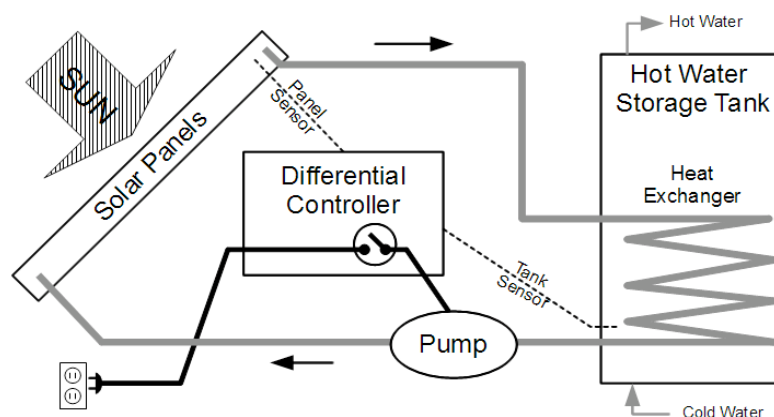 Hot Water
SUN
Solar Panels
Panel
Sensor
Hot Water
Storage Tank
Differential
Controller
Heat
Exchanger
Tank
Sensor
Pump
Cold Water